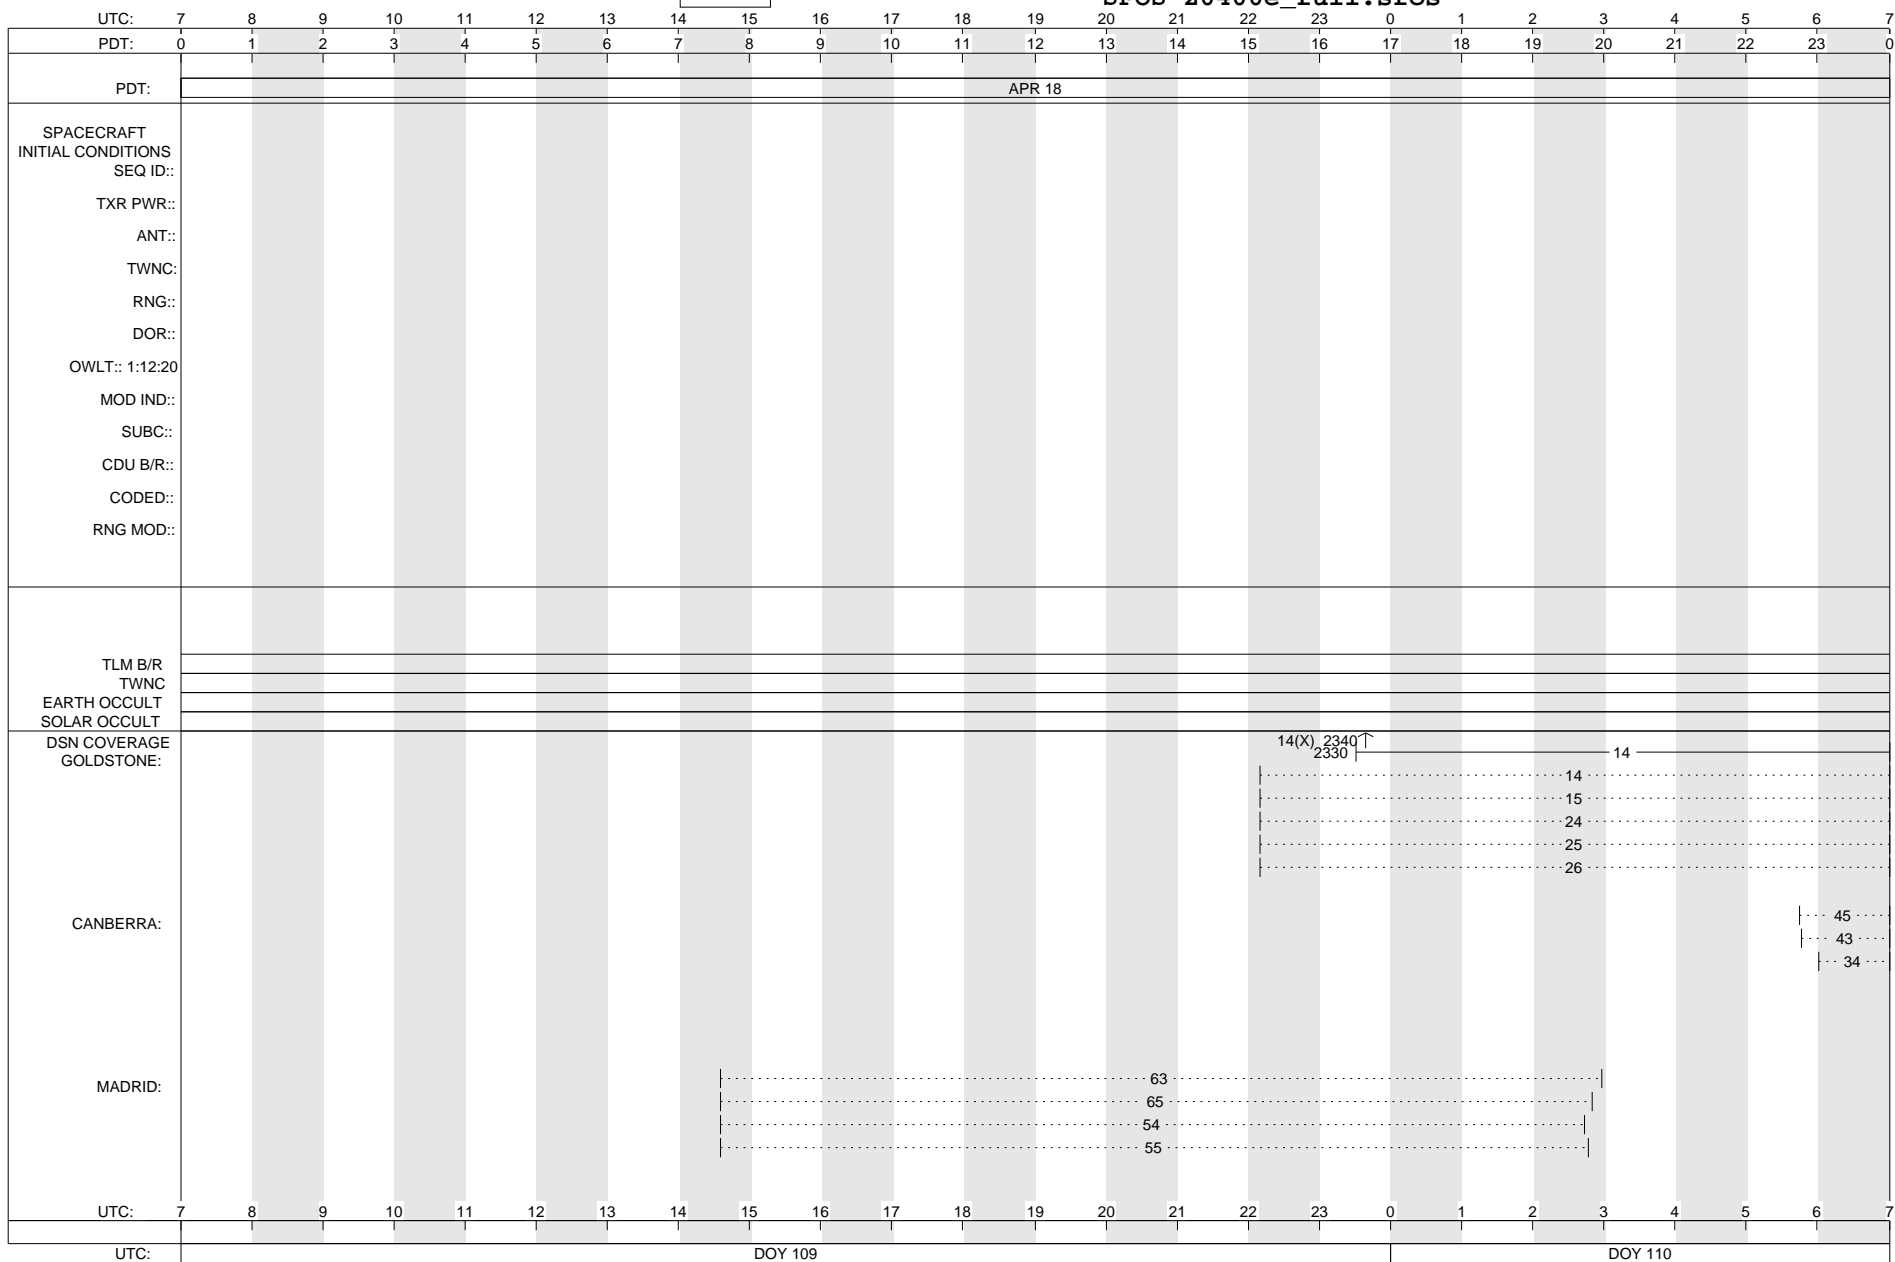 UTC: 7 8 9 10 11 12 13 14 15 16 17 18 19 20 21 22 23 0 1 2 3 4 5 6 7
PDT: 0 1 2 3 4 5 6 7 8 9 10 11 12 13 14 15 16 17 18 19 20 21 22 23 0
PDT: APR 18
SPACECRAFT
INITIAL CONDITIONS
SEQ ID::
TXR PWR::
ANT::
TWNC:
RNG::
DOR::
OWLT:: 1:12:20
MOD IND::
SUBC::
CDU B/R::
CODED::
RNG MOD::
TLM B/R
TWNC
EARTH OCCULT
SOLAR OCCULT
DSN COVERAGE 14(X) 2340
GOLDSTONE: 2330 14
14
15
24
25
26
CANBERRA: 45
43
34
MADRID: 63
65
54
55
UTC: 7 8 9 10 11 12 13 14 15 16 17 18 19 20 21 22 23 0 1 2 3 4 5 6 7
UTC: DOY 109 DOY 110